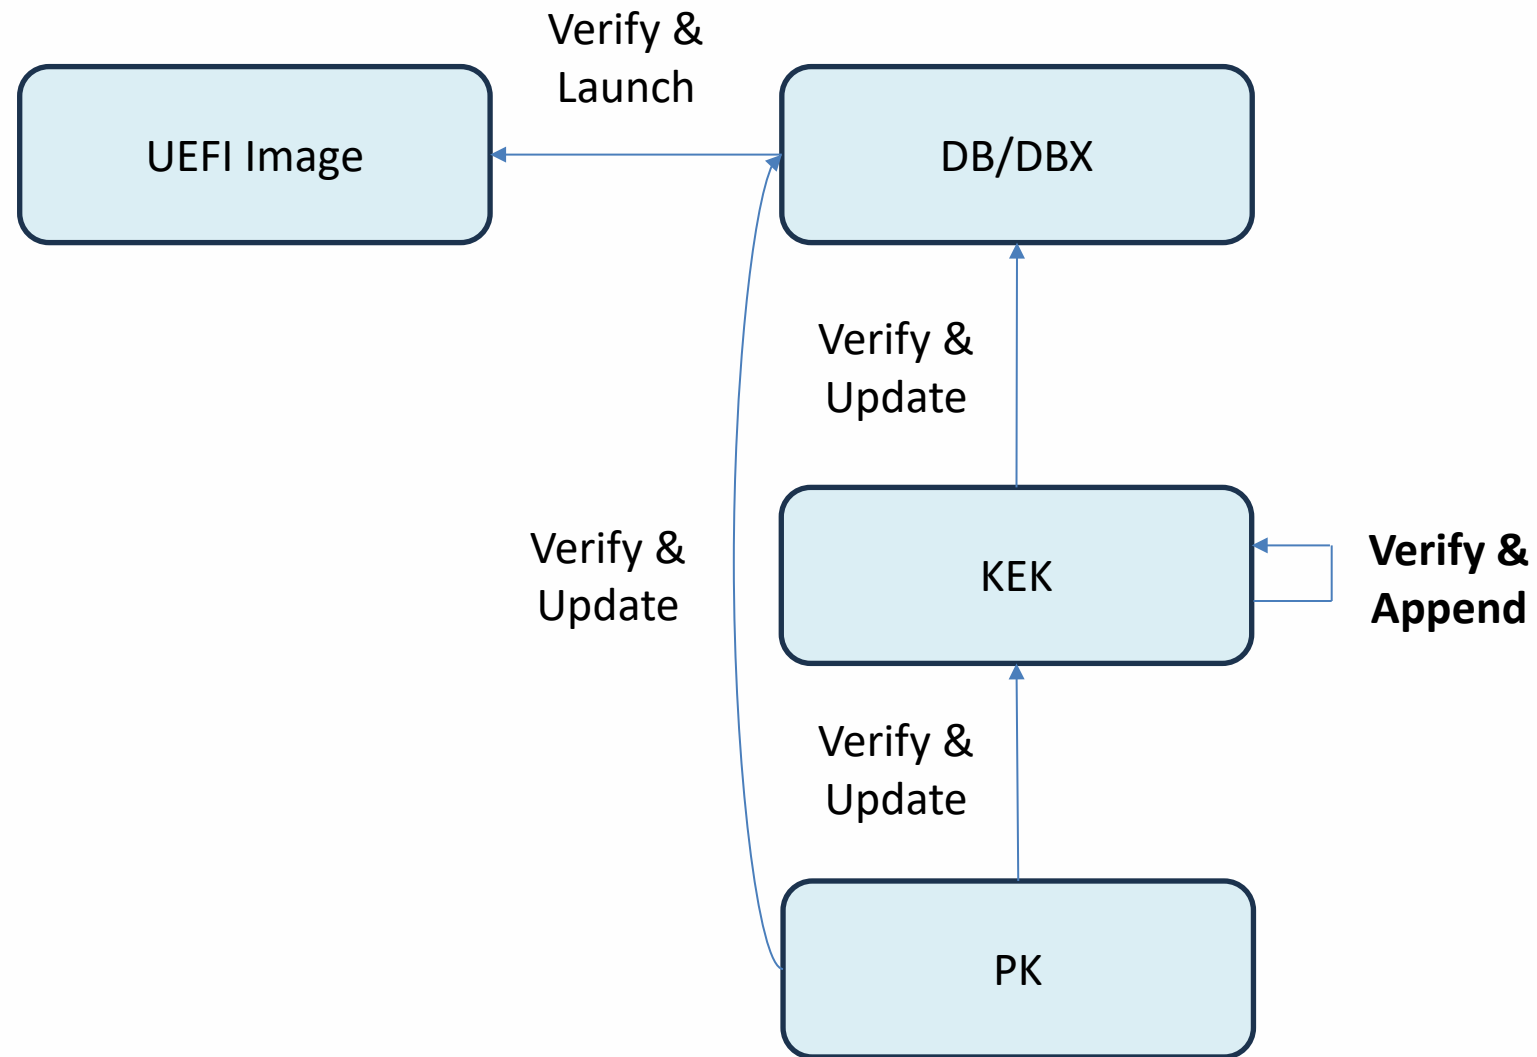 Verify &
Launch
UEFI Image
DB/DBX
Verify &
Update
Verify &
Update
KEK
Verify &
Append
Verify &
Update
PK